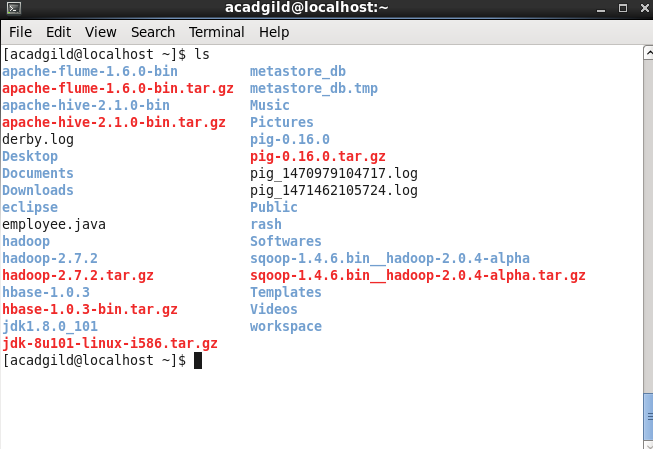 acadgild@localhost:~
File Edit View Search Terminal Help
[acadgild@localhost ~]$ ls
apache-flume-1.6.0-bin metastore_db
apache-flume-1.6.0-bin.tar.gz metastore_db.tmp
apache-hive-2.1.0-bin Music
apache-hive-2.1.0-bin.tar.gz Pictures
derby.log pig-0.16.0
Desktop pig-0.16.0.tar.gz
Documents pig_1470979104717.log
Downloads pig_1471462105724.log
eclipse Public
employee.java rash
hadoop Softwares
hadoop-2.7.2 sqoop-1.4.6.bin__hadoop-2.0.4-alpha
hadoop-2.7.2.tar.gz sqoop-1.4.6.bin__hadoop-2.0.4-alpha.tar.gz
hbase-1.0.3 Templates
hbase-1.0.3-bin.tar.gz Videos
jdk1.8.0_101 workspace
jdk-8u101-linux-i586.tar.gz
[acadgild@localhost ~]$